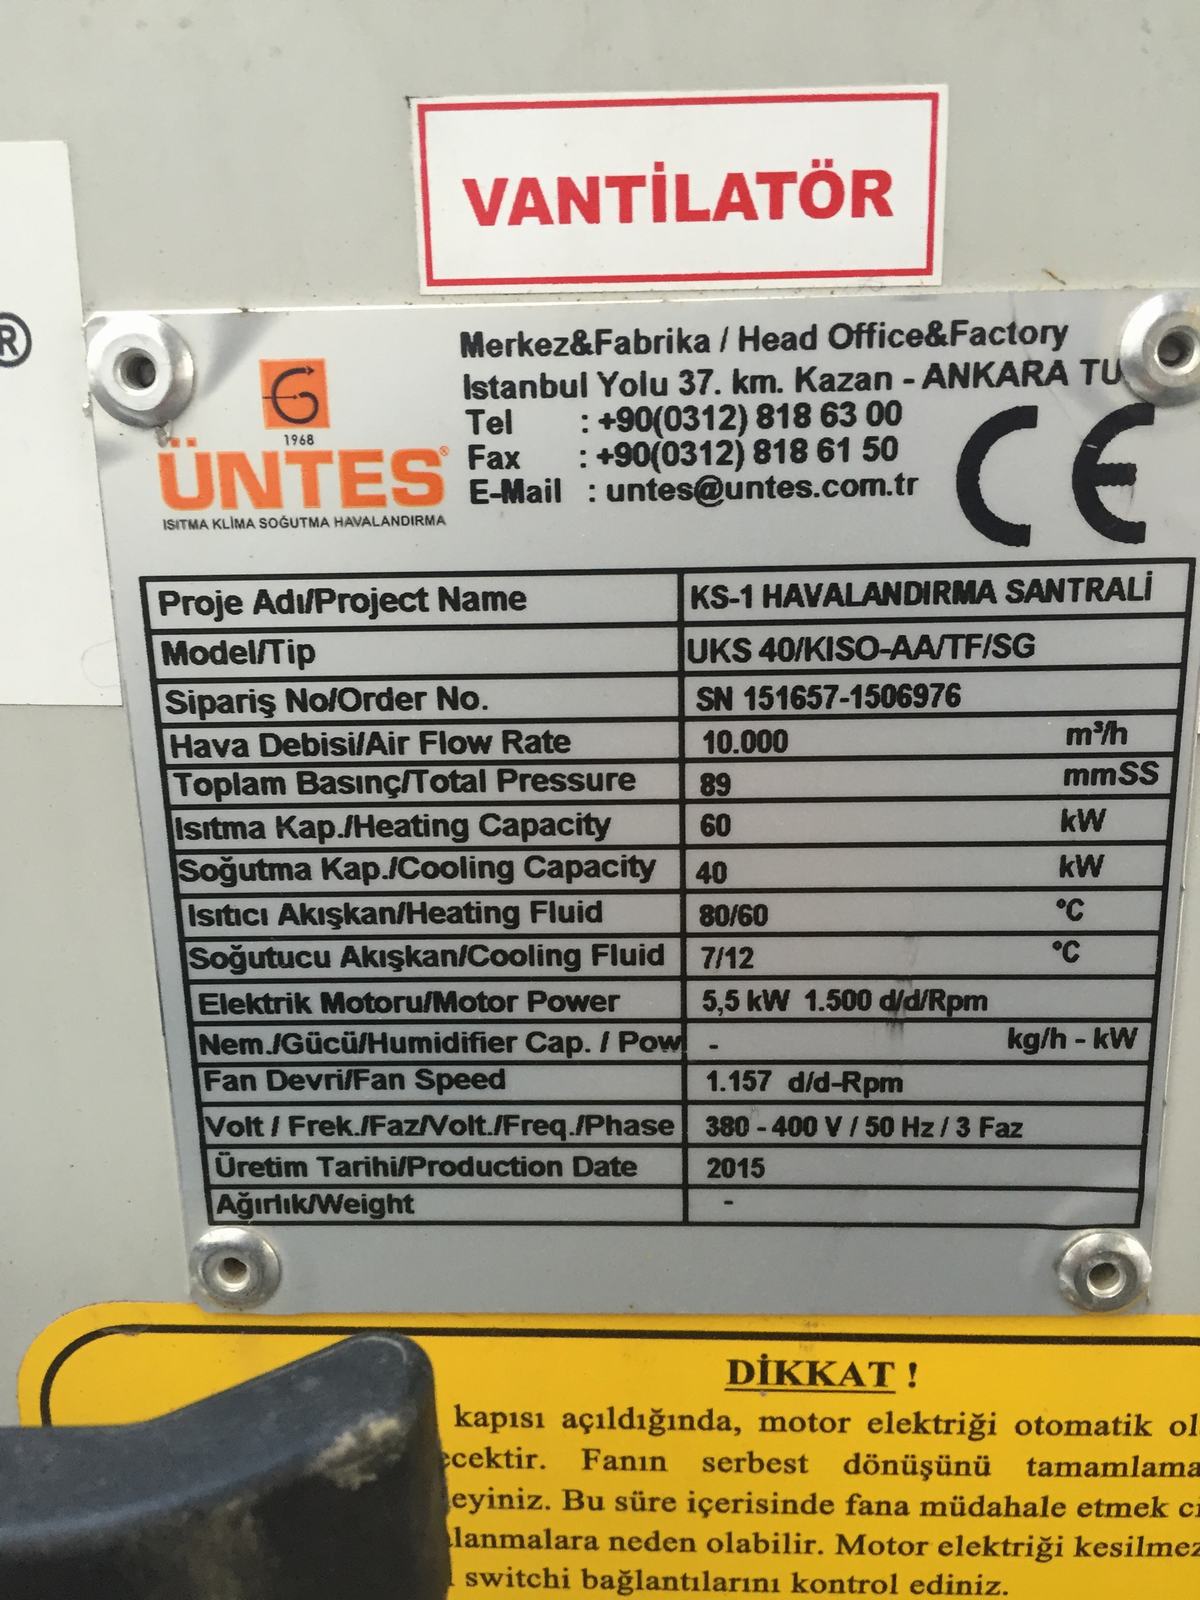 VANTİLATÖR
®
1968
ÜNTES®
ISITMA KLİMA SOĞUTMA HAVALANDIRMA
Merkez&Fabrika / Head Office&Factory
Istanbul Yolu 37. km. Kazan - ANKARA TU
Tel : +90(0312) 818 63 00
Fax : +90(0312) 818 61 50
E-Mail : untes@untes.com.tr
CE
Proje Adı/Project Name KS-1 HAVALANDIRMA SANTRALİ
Model/Tip UKS 40/KISO-AA/TF/SG
Sipariş No/Order No. SN 151657-1506976
Hava Debisi/Air Flow Rate 10.000 m³/h
Toplam Basınç/Total Pressure 89 mmSS
Isıtma Kap./Heating Capacity 60 kW
Soğutma Kap./Cooling Capacity 40 kW
Isıtıcı Akışkan/Heating Fluid 80/60 °C
Soğutucu Akışkan/Cooling Fluid 7/12 °C
Elektrik Motoru/Motor Power 5,5 kW 1.500 d/d/Rpm
Nem./Gücü/Humidifier Cap. / Pow - kg/h - kW
Fan Devri/Fan Speed 1.157 d/d-Rpm
Volt / Frek./Faz/Volt./Freq./Phase 380 - 400 V / 50 Hz / 3 Faz
Üretim Tarihi/Production Date 2015
Ağırlık/Weight -
DİKKAT !
kapısı açıldığında, motor elektriği otomatik ol
ecektir. Fanın serbest dönüşünü tamamlama
eyiniz. Bu süre içerisinde fana müdahale etmek ci
lanmalara neden olabilir. Motor elektriği kesilmez
switchi bağlantılarını kontrol ediniz.